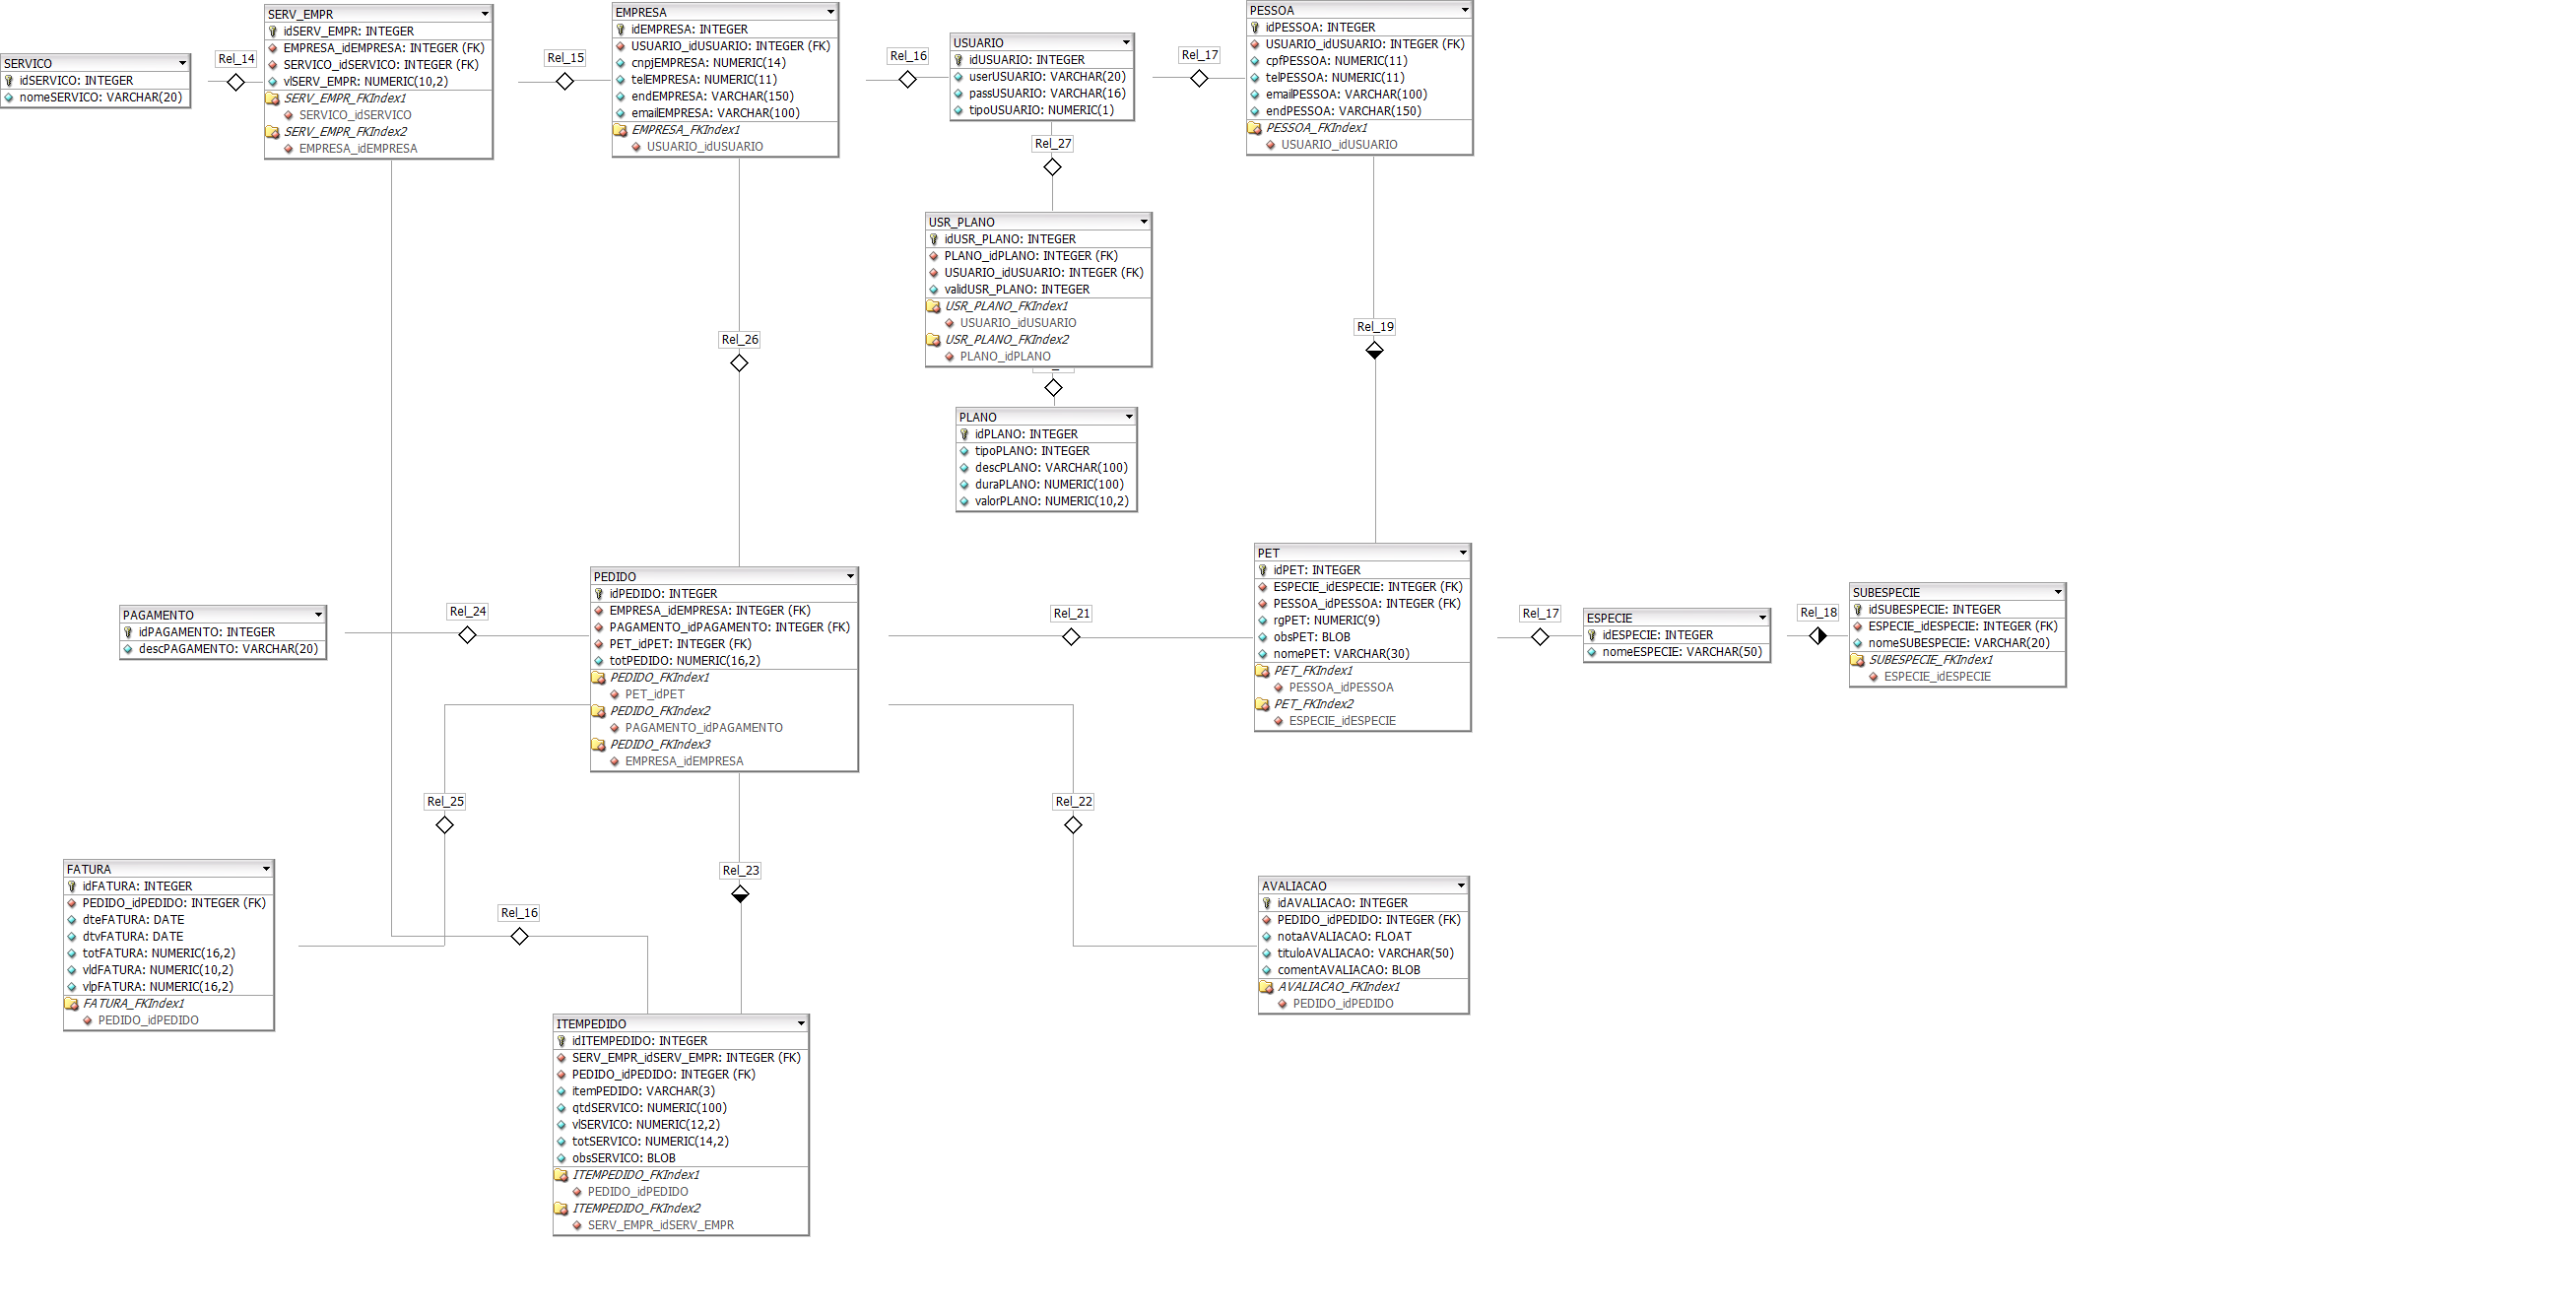 SERVICO
idSERVICO: INTEGER
nomeSERVICO: VARCHAR(20)
Rel_14
SERV_EMPR
idSERV_EMPR: INTEGER
EMPRESA_idEMPRESA: INTEGER (FK)
SERVICO_idSERVICO: INTEGER (FK)
vlSERV_EMPR: NUMERIC(10,2)
SERV_EMPR_FKIndex1
SERVICO_idSERVICO
SERV_EMPR_FKIndex2
EMPRESA_idEMPRESA
Rel_15
EMPRESA
idEMPRESA: INTEGER
USUARIO_idUSUARIO: INTEGER (FK)
cnpjEMPRESA: NUMERIC(14)
telEMPRESA: NUMERIC(11)
endEMPRESA: VARCHAR(150)
emailEMPRESA: VARCHAR(100)
EMPRESA_FKIndex1
USUARIO_idUSUARIO
Rel_16
USUARIO
idUSUARIO: INTEGER
userUSUARIO: VARCHAR(20)
passUSUARIO: VARCHAR(16)
tipoUSUARIO: NUMERIC(1)
Rel_17
PESSOA
idPESSOA: INTEGER
USUARIO_idUSUARIO: INTEGER (FK)
cpfPESSOA: NUMERIC(11)
telPESSOA: NUMERIC(11)
emailPESSOA: VARCHAR(100)
endPESSOA: VARCHAR(150)
PESSOA_FKIndex1
USUARIO_idUSUARIO
Rel_27
USR_PLANO
idUSR_PLANO: INTEGER
PLANO_idPLANO: INTEGER (FK)
USUARIO_idUSUARIO: INTEGER (FK)
validUSR_PLANO: INTEGER
USR_PLANO_FKIndex1
USUARIO_idUSUARIO
USR_PLANO_FKIndex2
PLANO_idPLANO
Rel_26
Rel_19
PLANO
idPLANO: INTEGER
tipoPLANO: INTEGER
descPLANO: VARCHAR(100)
duraPLANO: NUMERIC(100)
valorPLANO: NUMERIC(10,2)
PAGAMENTO
idPAGAMENTO: INTEGER
descPAGAMENTO: VARCHAR(20)
Rel_24
PEDIDO
idPEDIDO: INTEGER
EMPRESA_idEMPRESA: INTEGER (FK)
PAGAMENTO_idPAGAMENTO: INTEGER (FK)
PET_idPET: INTEGER (FK)
totPEDIDO: NUMERIC(16,2)
PEDIDO_FKIndex1
PET_idPET
PEDIDO_FKIndex2
PAGAMENTO_idPAGAMENTO
PEDIDO_FKIndex3
EMPRESA_idEMPRESA
Rel_21
PET
idPET: INTEGER
ESPECIE_idESPECIE: INTEGER (FK)
PESSOA_idPESSOA: INTEGER (FK)
rgPET: NUMERIC(9)
obsPET: BLOB
nomePET: VARCHAR(30)
PET_FKIndex1
PESSOA_idPESSOA
PET_FKIndex2
ESPECIE_idESPECIE
Rel_17
ESPECIE
idESPECIE: INTEGER
nomeESPECIE: VARCHAR(50)
Rel_18
SUBESPECIE
idSUBESPECIE: INTEGER
ESPECIE_idESPECIE: INTEGER (FK)
nomeSUBESPECIE: VARCHAR(20)
SUBESPECIE_FKIndex1
ESPECIE_idESPECIE
Rel_25
Rel_22
Rel_23
Rel_16
FATURA
idFATURA: INTEGER
PEDIDO_idPEDIDO: INTEGER (FK)
dteFATURA: DATE
dtvFATURA: DATE
totFATURA: NUMERIC(16,2)
vldFATURA: NUMERIC(10,2)
vlpFATURA: NUMERIC(16,2)
FATURA_FKIndex1
PEDIDO_idPEDIDO
AVALIACAO
idAVALIACAO: INTEGER
PEDIDO_idPEDIDO: INTEGER (FK)
notaAVALIACAO: FLOAT
tituloAVALIACAO: VARCHAR(50)
comentAVALIACAO: BLOB
AVALIACAO_FKIndex1
PEDIDO_idPEDIDO
ITEMPEDIDO
idITEMPEDIDO: INTEGER
SERV_EMPR_idSERV_EMPR: INTEGER (FK)
PEDIDO_idPEDIDO: INTEGER (FK)
itemPEDIDO: VARCHAR(3)
qtdSERVICO: NUMERIC(100)
vlSERVICO: NUMERIC(12,2)
totSERVICO: NUMERIC(14,2)
obsSERVICO: BLOB
ITEMPEDIDO_FKIndex1
PEDIDO_idPEDIDO
ITEMPEDIDO_FKIndex2
SERV_EMPR_idSERV_EMPR